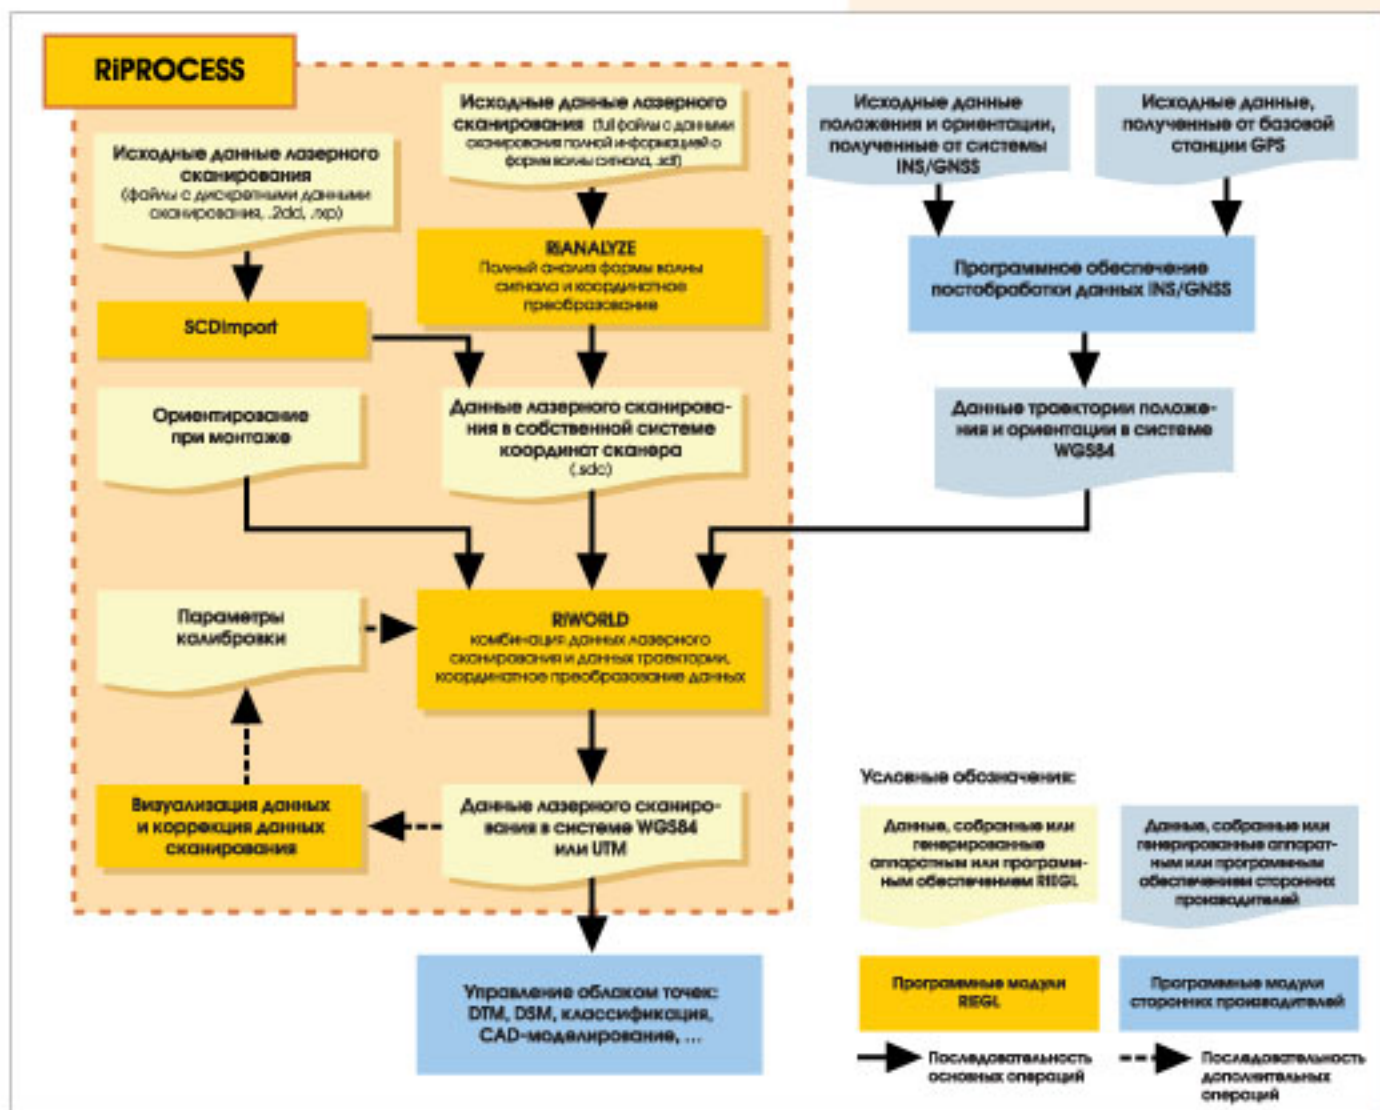 RiPROCESS
Исходные данные лазерного
сканирования
(файлы с дискретными данными
сканирования, .2dd, .rxp)
Исходные данные лазерного
сканирования (full файлы с данными
сканирования полной информацией о
форме волны сигнала, .sdf)
Исходные данные
положения и ориентации,
полученные от системы
INS/GNSS
Исходные данные,
полученные от базовой
станции GPS
SCDImport
RiANALYZE
Полный анализ формы волны
сигнала и координатное
преобразование
Программное обеспечение
постобработки данных INS/GNSS
Ориентирование
при монтаже
Данные лазерного сканирова-
ния в собственной системе
координат сканера
(.sdc)
Данные траектории положе-
ния и ориентации в системе
WGS84
Параметры
калибровки
RiWORLD
комбинация данных лазерного
сканирования и данных траектории,
координатное преобразование данных
Визуализация данных
и коррекция данных
сканирования
Данные лазерного сканиро-
вания в системе WGS84
или UTM
Управление облаком точек:
DTM, DSM, классификация,
CAD-моделирование, ...
Условные обозначения:
Данные, собранные или
генерированные
аппаратным или программ-
ным обеспечением RIEGL
Данные, собранные или
генерированные аппарат-
ным или программным
обеспечением сторонних
производителей
Программные модули
RIEGL
Программные модули
сторонних производителей
Последовательность
основных операций
Последовательность
дополнительных
операций